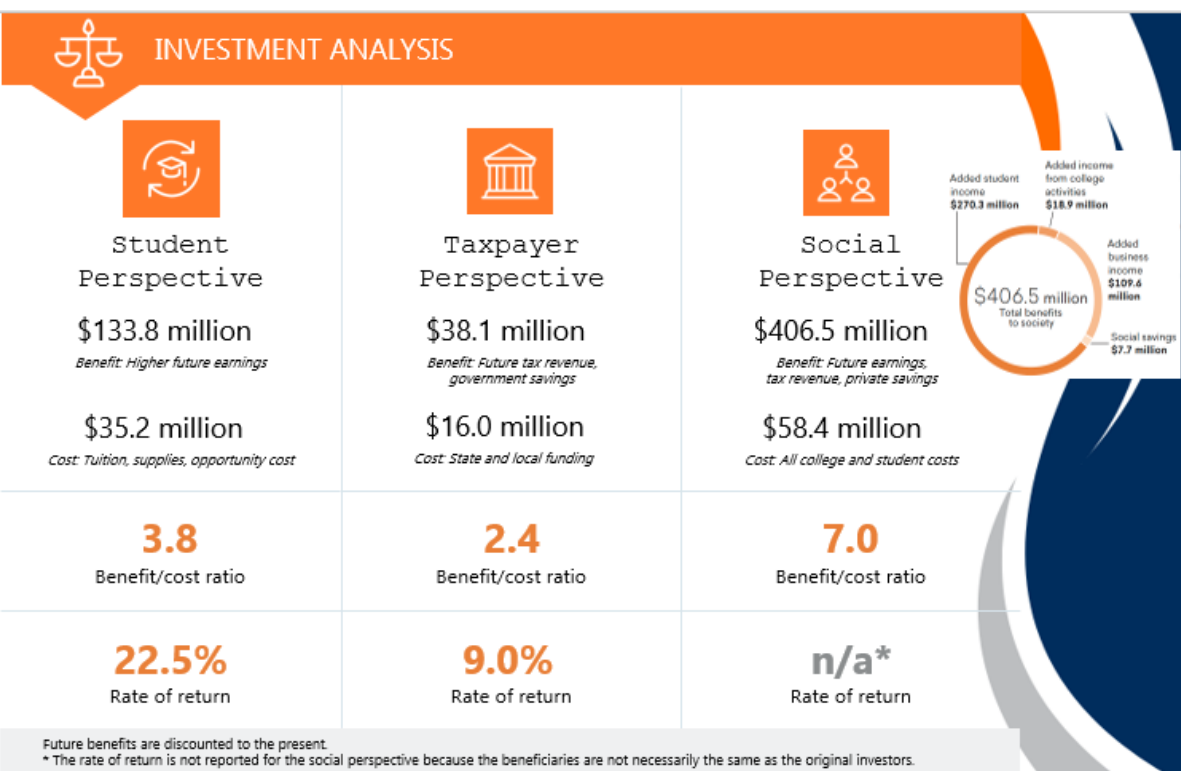 INVESTMENT ANALYSIS
Student
Perspective
$133.8 million
Benefit: Higher future earnings
$35.2 million
Cost: Tuition, supplies, opportunity cost
3.8
Benefit/cost ratio
22.5%
Rate of return
Taxpayer
Perspective
$38.1 million
Benefit: Future tax revenue,
government savings
$16.0 million
Cost: State and local funding
2.4
Benefit/cost ratio
9.0%
Rate of return
Social
Perspective
$406.5 million
Benefit: Future earnings,
tax revenue, private savings
$58.4 million
Cost: All college and student costs
7.0
Benefit/cost ratio
n/a*
Rate of return
Added student
income
$270.3 million
Added income
from college
activities
$18.9 million
Added
business
income
$109.6
million
Social savings
$7.7 million
$406.5 million
Total benefits
to society
Future benefits are discounted to the present.
* The rate of return is not reported for the social perspective because the beneficiaries are not necessarily the same as the original investors.